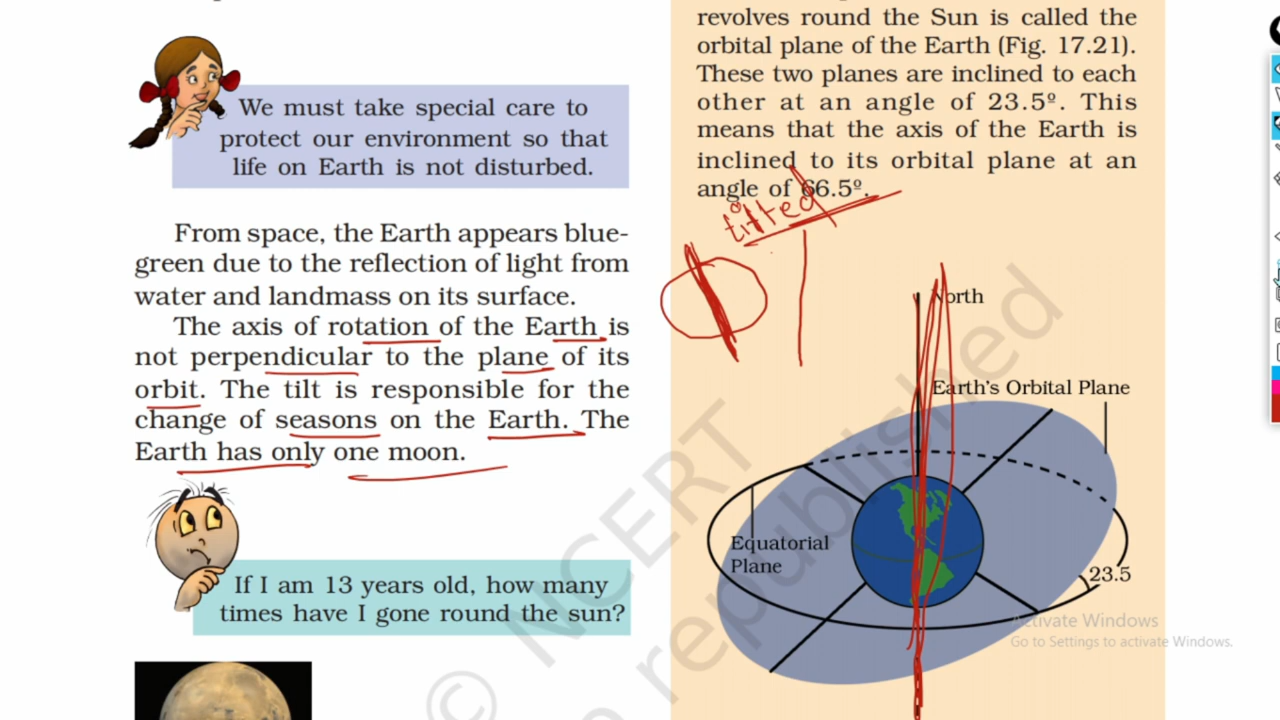 We must take special care to
protect our environment so that
life on Earth is not disturbed.
From space, the Earth appears blue-
green due to the reflection of light from
water and landmass on its surface.
The axis of rotation of the Earth is
not perpendicular to the plane of its
orbit. The tilt is responsible for the
change of seasons on the Earth. The
Earth has only one moon.
If I am 13 years old, how many
times have I gone round the sun?
revolves round the Sun is called the
orbital plane of the Earth (Fig. 17.21).
These two planes are inclined to each
other at an angle of 23.5º. This
means that the axis of the Earth is
inclined to its orbital plane at an
angle of 66.5º.
tilted
North
Earth's Orbital Plane
Equatorial
Plane
23.5
© NCERT
republished
Activate Windows
Go to Settings to activate Windows.